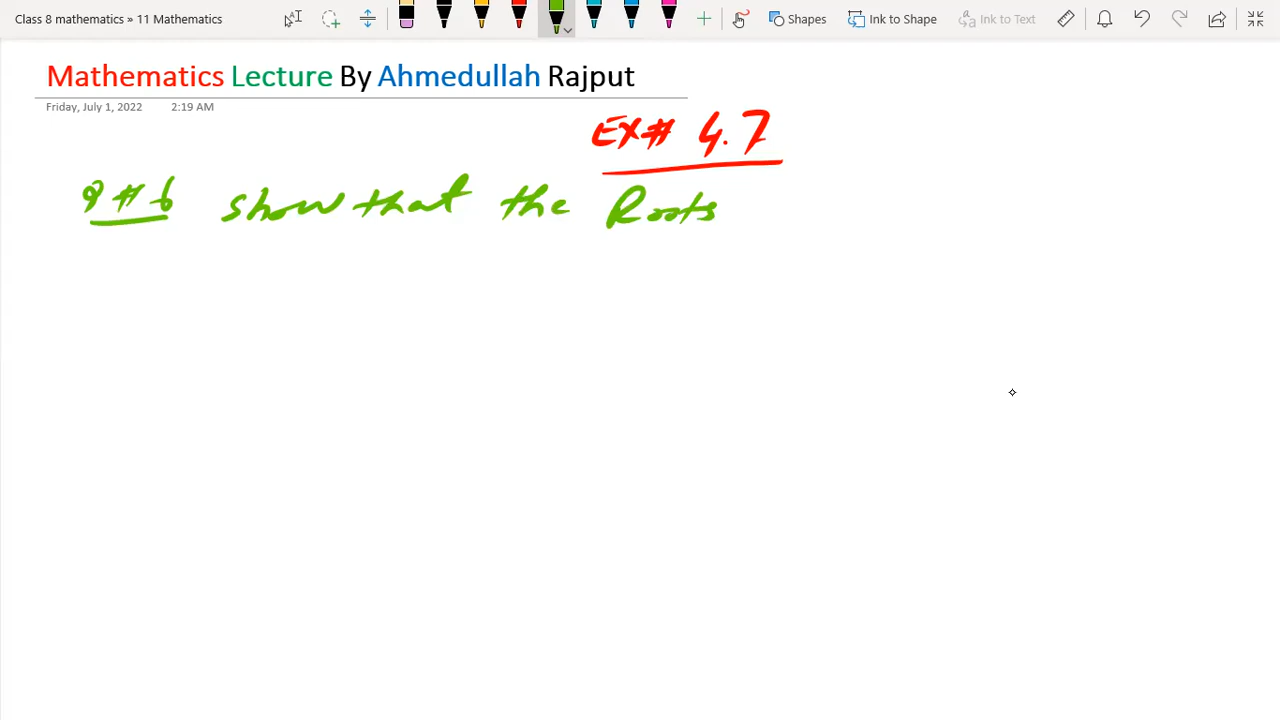 Class 8 mathematics » 11 Mathematics
Shapes
Ink to Shape
Ink to Text
Mathematics Lecture By Ahmedullah Rajput
Friday, July 1, 2022 2:19 AM
EX# 4.7
Q#6 show that the Roots